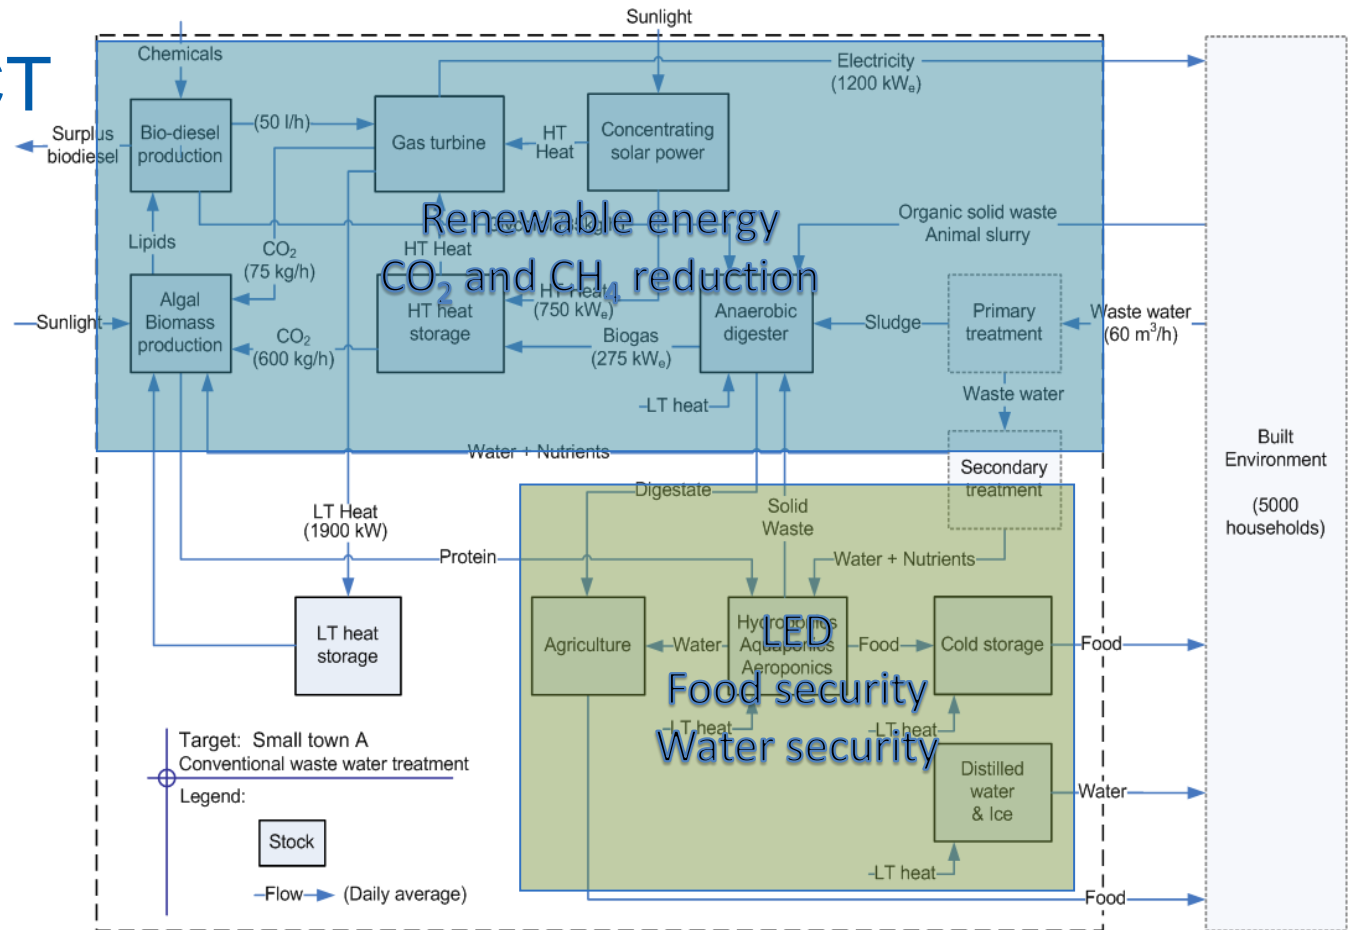 CT
Sunlight
Chemicals
Electricity
(1200 kWe)
Surplus
biodiesel
Bio-diesel
production
(50 l/h)
Gas turbine
HT
Heat
Concentrating
solar power
Renewable energy
CO2 and CH4 reduction
Organic solid waste
Animal slurry
Lipids
CO2
(75 kg/h)
HT Heat
HT Heat
(750 kWe)
Sunlight
Algal
Biomass
production
CO2
(600 kg/h)
HT heat
storage
Biogas
(275 kWe)
Anaerobic
digester
Sludge
Primary
treatment
Waste water
(60 m3/h)
LT heat
Waste water
Water + Nutrients
Secondary
treatment
Built
Environment
(5000
households)
Digestate
Solid
Waste
LT Heat
(1900 kW)
Protein
Water + Nutrients
LT heat
storage
Agriculture
Water
Hydroponics
Aquaponics
Aeroponics
LED
Food
Cold storage
Food
Food security
LT heat
LT heat
Water security
Target: Small town A
Conventional waste water treatment
Legend:
Distilled
water
& Ice
Water
Stock
LT heat
Flow
(Daily average)
Food